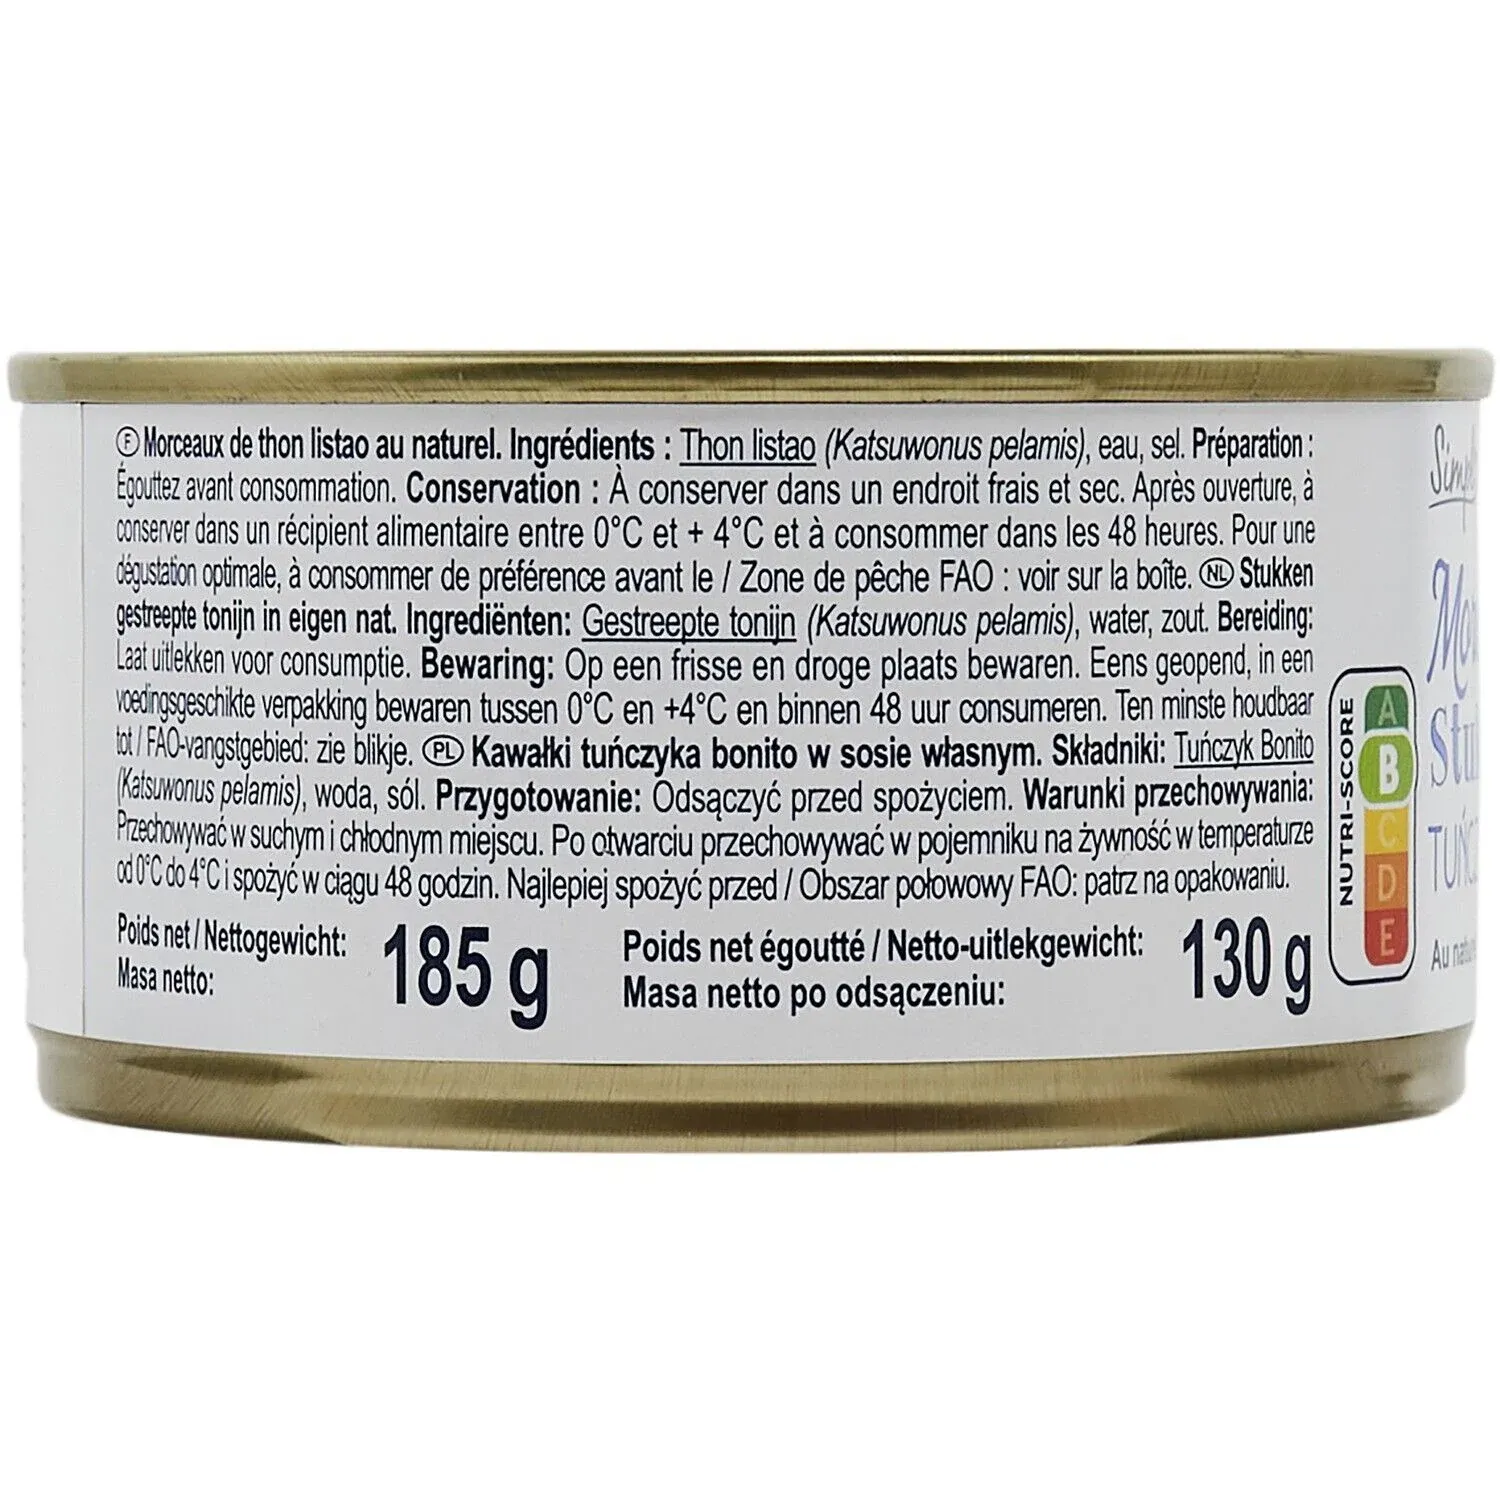 Ⓕ Morceaux de thon listao au naturel. Ingrédients : Thon listao (Katsuwonus pelamis), eau, sel. Préparation :
Égouttez avant consommation. Conservation : À conserver dans un endroit frais et sec. Après ouverture, à
conserver dans un récipient alimentaire entre 0°C et + 4°C et à consommer dans les 48 heures. Pour une
dégustation optimale, à consommer de préférence avant le / Zone de pêche FAO : voir sur la boîte. NL Stukken
gestreepte tonijn in eigen nat. Ingrediënten: Gestreepte tonijn (Katsuwonus pelamis), water, zout. Bereiding:
Laat uitlekken voor consumptie. Bewaring: Op een frisse en droge plaats bewaren. Eens geopend, in een
voedingsgeschikte verpakking bewaren tussen 0°C en +4°C en binnen 48 uur consumeren. Ten minste houdbaar
tot / FAO-vangstgebied: zie blikje. PL Kawałki tuńczyka bonito w sosie własnym. Składniki: Tuńczyk Bonito
(Katsuwonus pelamis), woda, sól. Przygotowanie: Odsączyć przed spożyciem. Warunki przechowywania:
Przechowywać w suchym i chłodnym miejscu. Po otwarciu przechowywać w pojemniku na żywność w temperaturze
od 0°C do 4°C i spożyć w ciągu 48 godzin. Najlepiej spożyć przed / Obszar połowowy FAO: patrz na opakowaniu.
Poids net / Nettogewicht:
Masa netto:
185 g
Poids net égoutté / Netto-uitlekgewicht:
Masa netto po odsączeniu:
130 g
NUTRI-SCORE
A
B
C
D
E